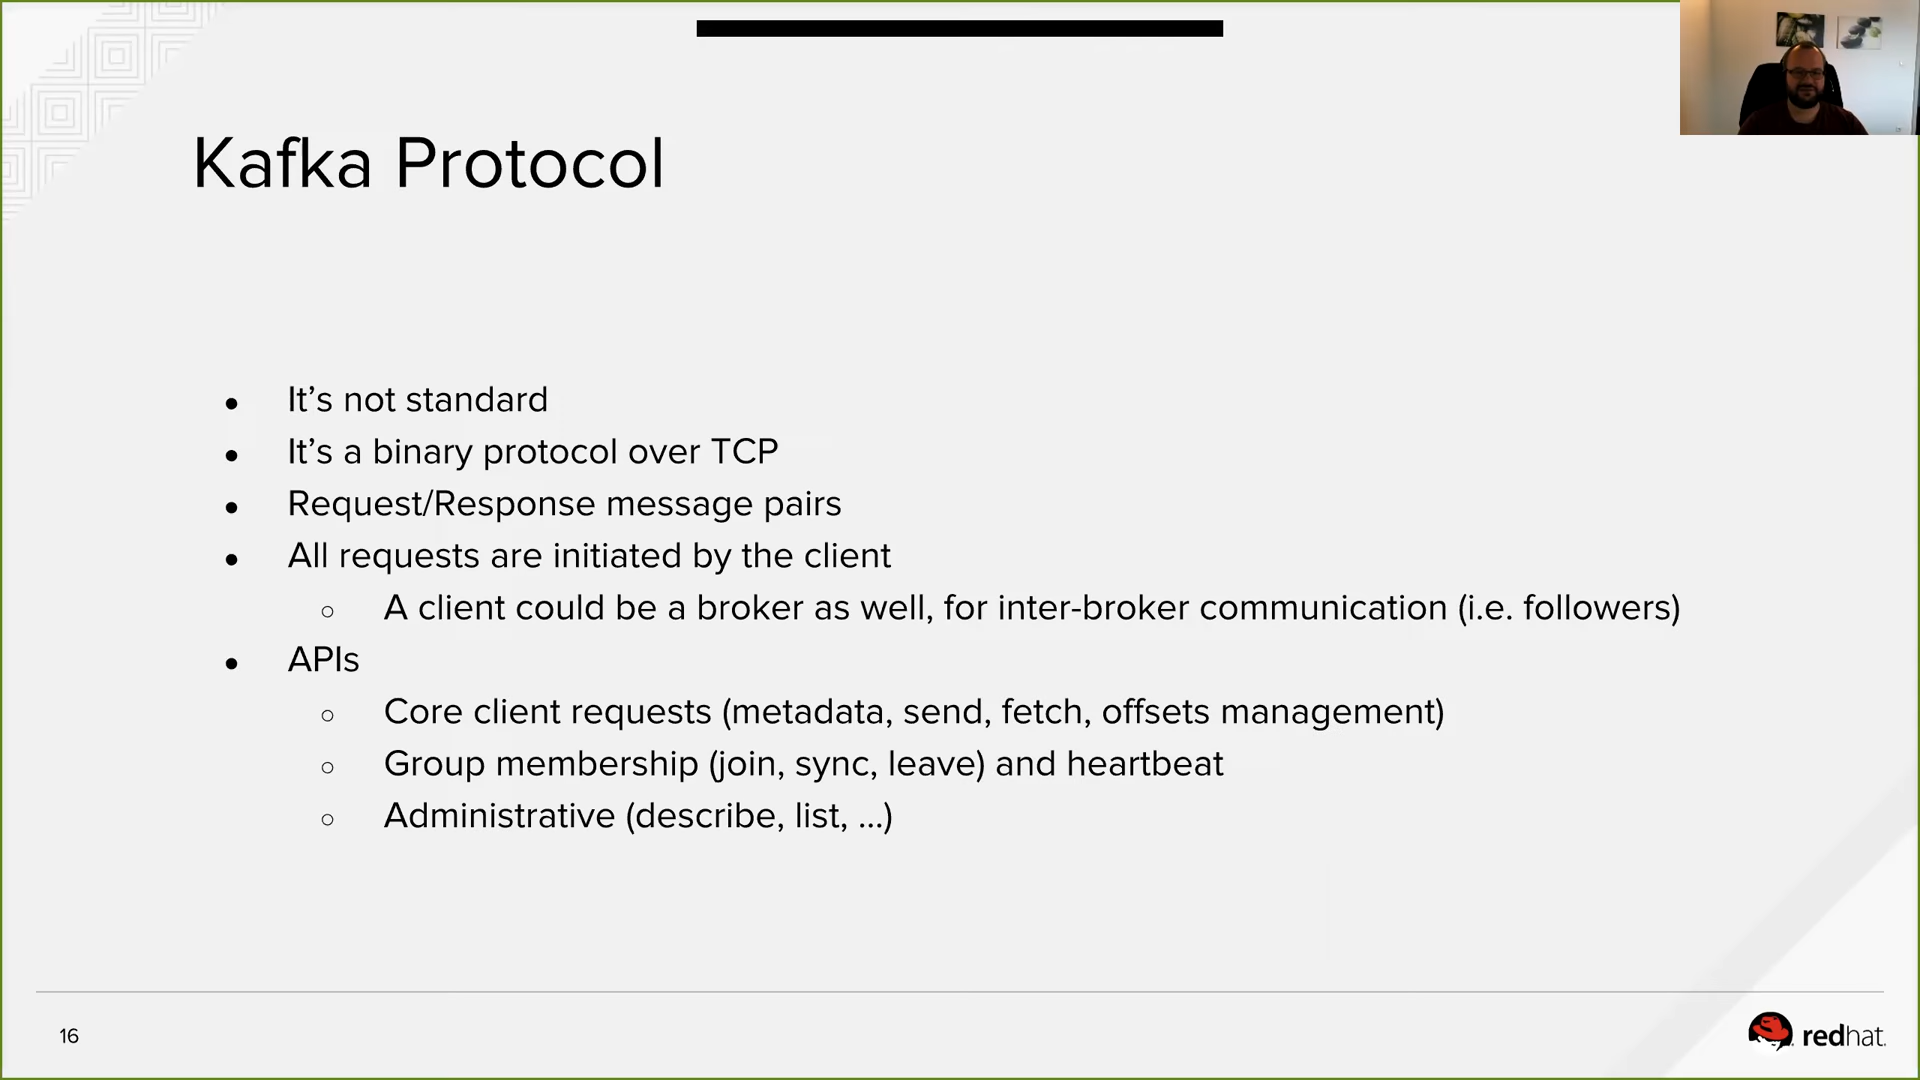 Kafka Protocol
● It’s not standard
● It’s a binary protocol over TCP
● Request/Response message pairs
● All requests are initiated by the client
○ A client could be a broker as well, for inter-broker communication (i.e. followers)
● APIs
○ Core client requests (metadata, send, fetch, offsets management)
○ Group membership (join, sync, leave) and heartbeat
○ Administrative (describe, list, ...)
16
redhat.